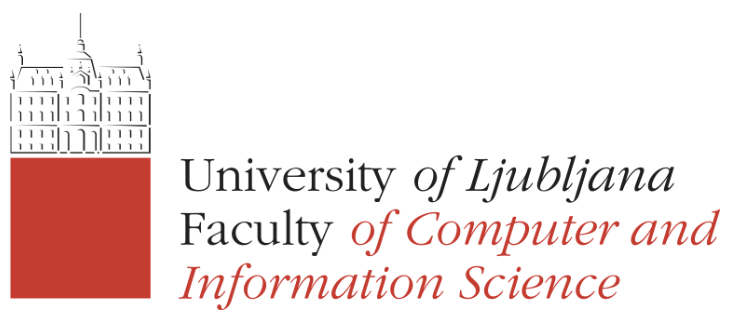 University of Ljubljana
Faculty of Computer and
Information Science